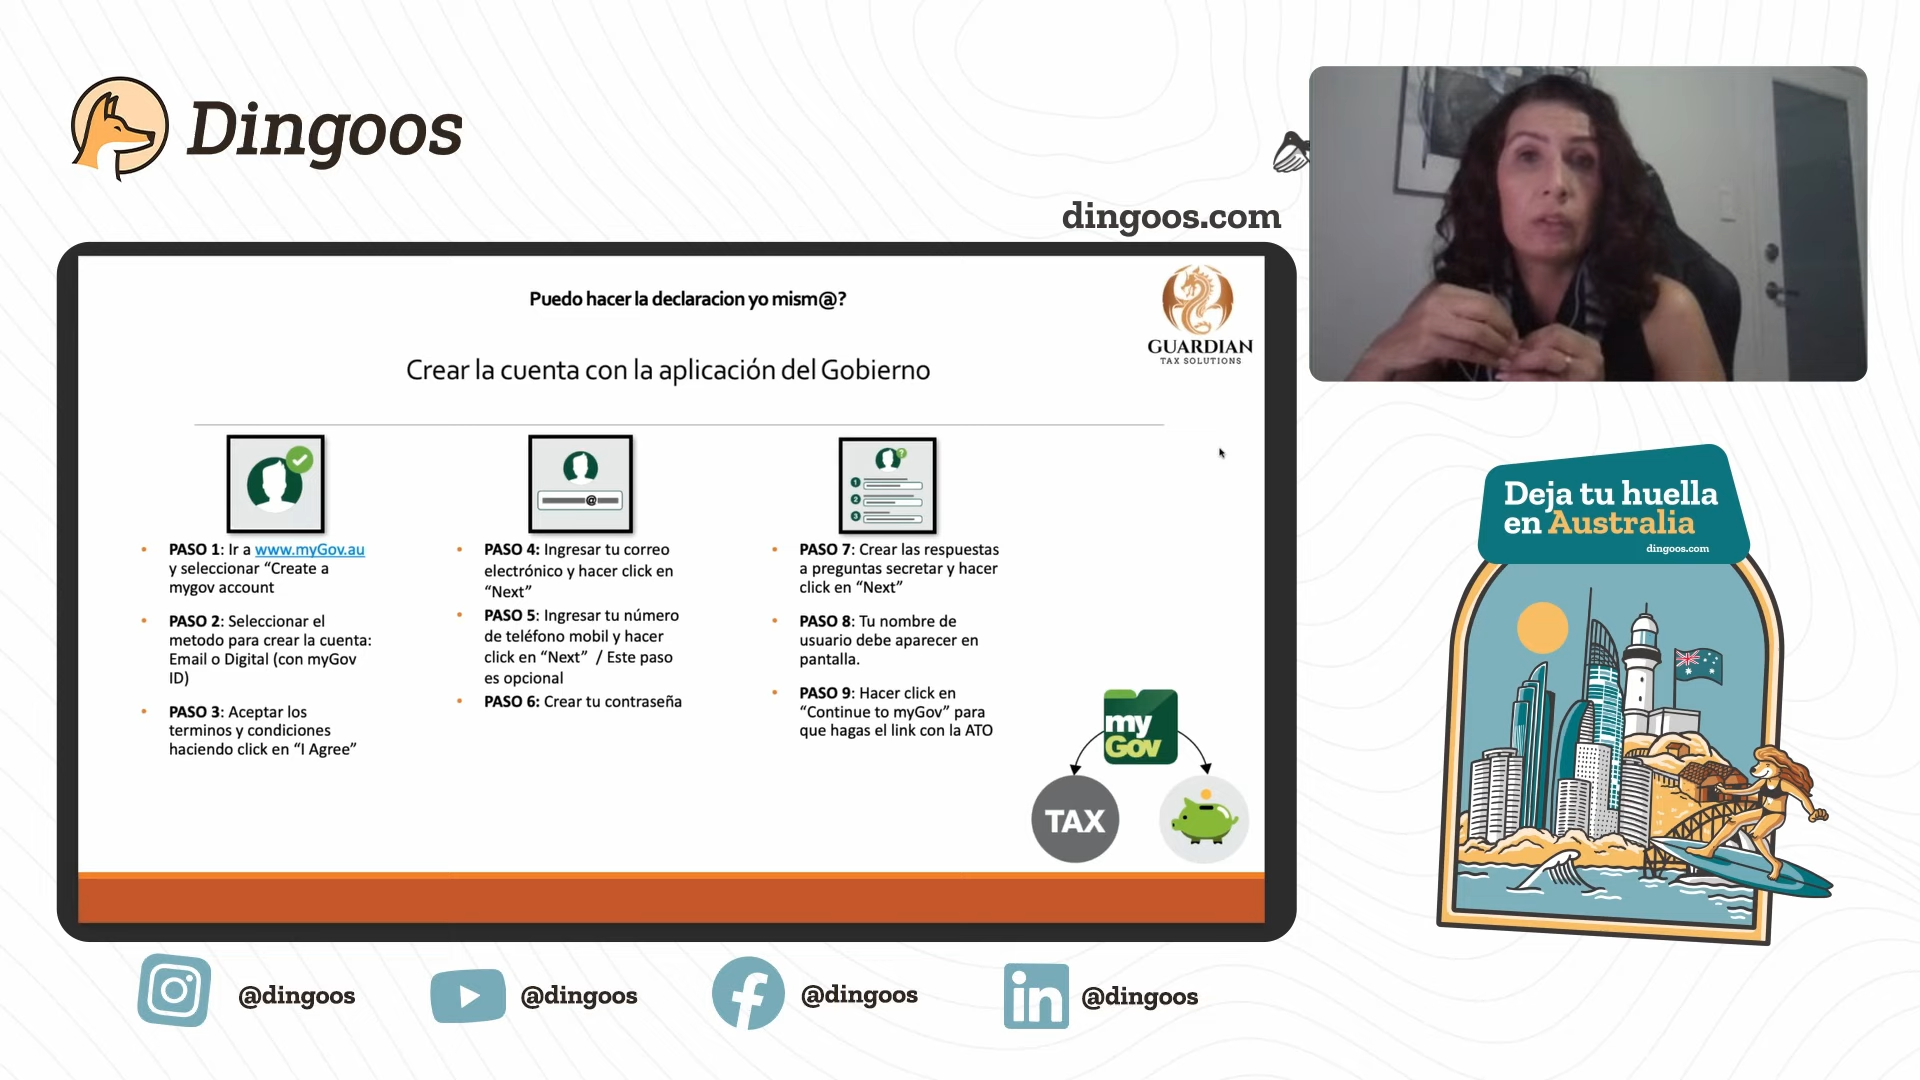 Dingoos
dingoos.com
Puedo hacer la declaracion yo mism@?
GUARDIAN
TAX SOLUTIONS
Crear la cuenta con la aplicación del Gobierno
@
?
1
2
3
PASO 1: Ir a www.myGov.au
y seleccionar “Create a
mygov account
PASO 2: Seleccionar el
metodo para crear la cuenta:
Email o Digital (con myGov
ID)
PASO 3: Aceptar los
terminos y condiciones
haciendo click en “I Agree”
PASO 4: Ingresar tu correo
electrónico y hacer click en
“Next”
PASO 5: Ingresar tu número
de teléfono mobil y hacer
click en “Next” / Este paso
es opcional
PASO 6: Crear tu contraseña
PASO 7: Crear las respuestas
a preguntas secretar y hacer
click en “Next”
PASO 8: Tu nombre de
usuario debe aparecer en
pantalla.
PASO 9: Hacer click en
“Continue to myGov” para
que hagas el link con la ATO
my
Gov
TAX
Deja tu huella
en Australia
dingoos.com
@dingoos
@dingoos
@dingoos
in
@dingoos